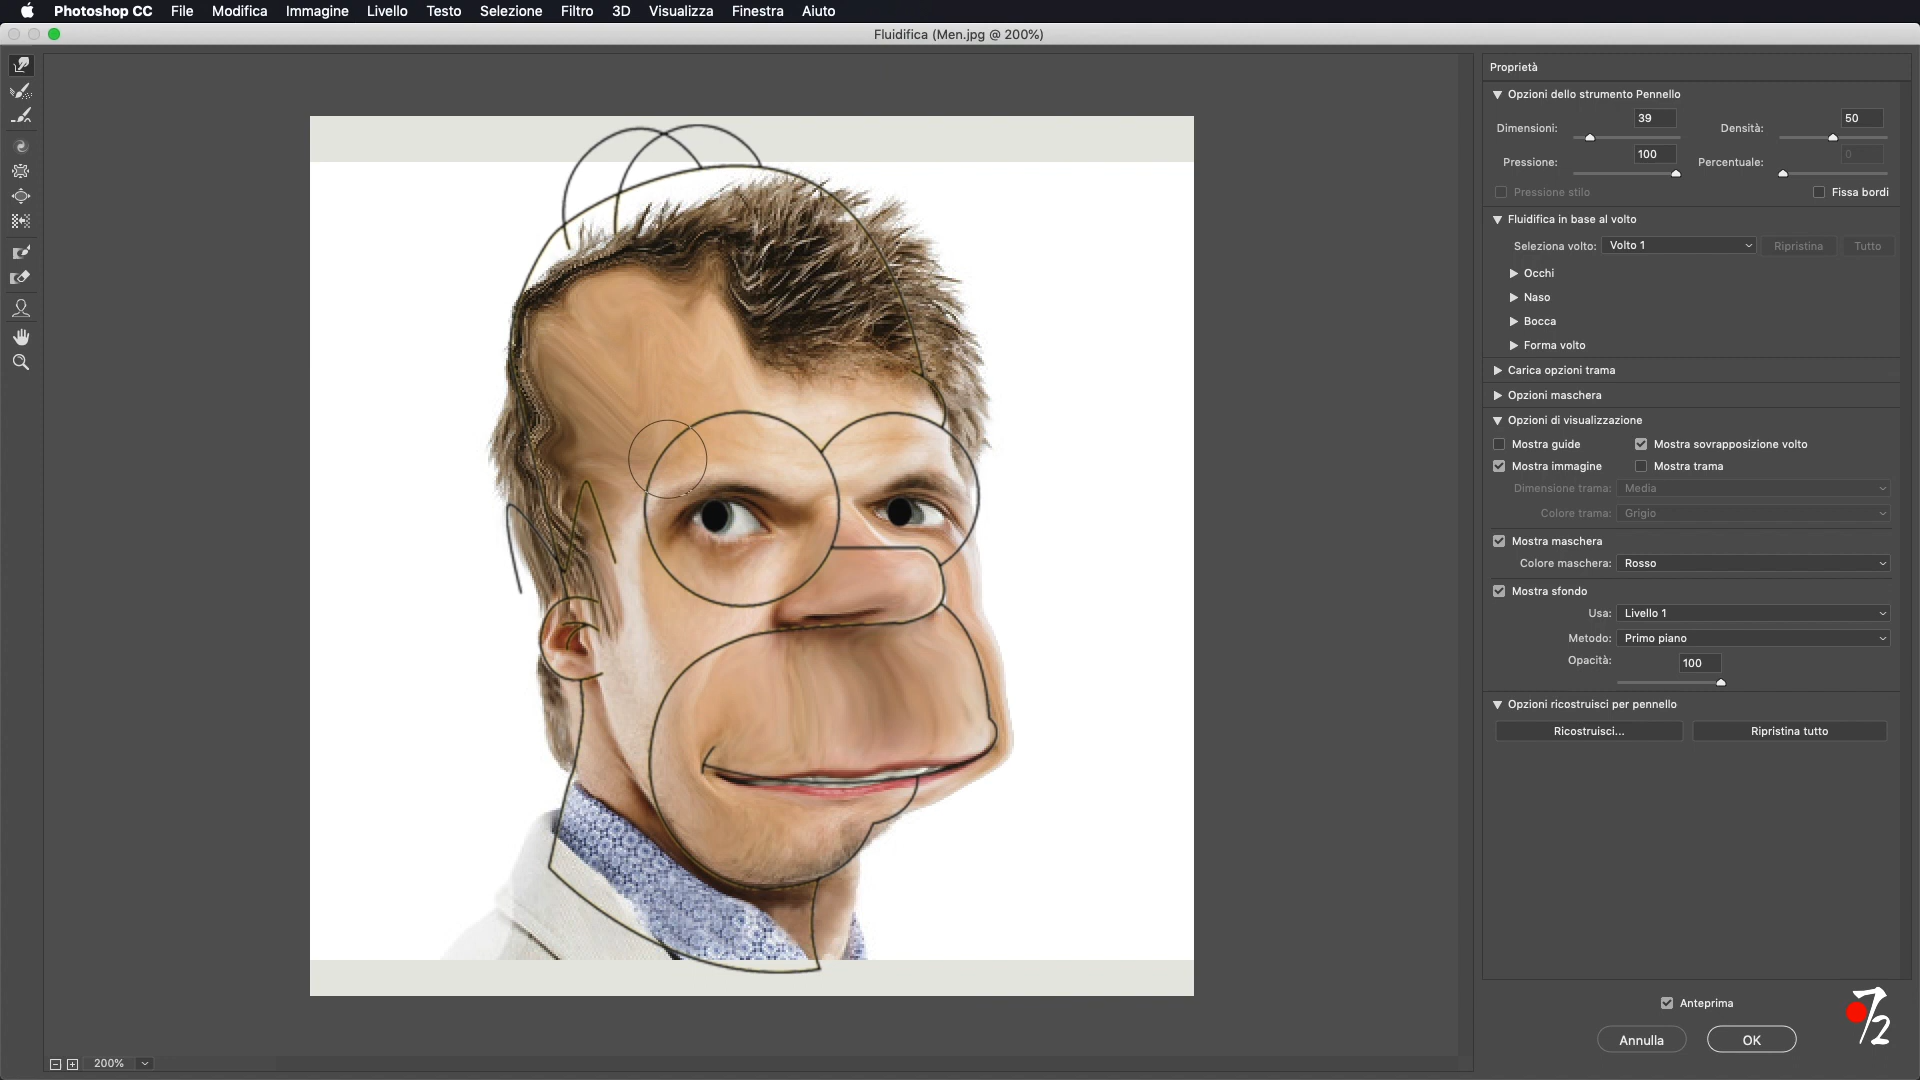 Photoshop CC File Modifica Immagine Livello Testo Selezione Filtro 3D Visualizza Finestra Aiuto
Fluidifica (Men.jpg @ 200%)
Proprietà
Opzioni dello strumento Pennello
Dimensioni: 39 Densità: 50
Pressione: 100 Percentuale: 0
Pressione stilo Fissa bordi
Fluidifica in base al volto
Seleziona volto: Volto 1 Ripristina Tutto
Occhi
Naso
Bocca
Forma volto
Carica opzioni trama
Opzioni maschera
Opzioni di visualizzazione
Mostra guide Mostra sovrapposizione volto
Mostra immagine Mostra trama
Dimensione trama: Media
Colore trama: Grigio
Mostra maschera
Colore maschera: Rosso
Mostra sfondo
Usa: Livello 1
Metodo: Primo piano
Opacità: 100
Opzioni ricostruisci per pennello
Ricostruisci... Ripristina tutto
Anteprima
Annulla OK
7/2
200%